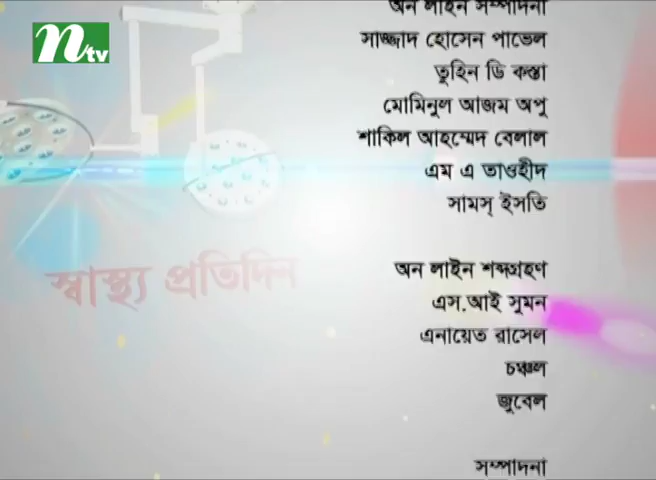 ntv
অন লাইন সম্পাদনা
সাজ্জাদ হোসেন পাভেল
তুহিন ডি কস্তা
মোমিনুল আজম অপু
শাকিল আহম্মেদ বেলাল
এম এ তাওহীদ
সামস্ ইসতি
স্বাস্থ্য প্রতিদিন
অন লাইন শব্দগ্রহণ
এস.আই সুমন
এনায়েত রাসেল
চঞ্চল
জুবেল
সম্পাদনা